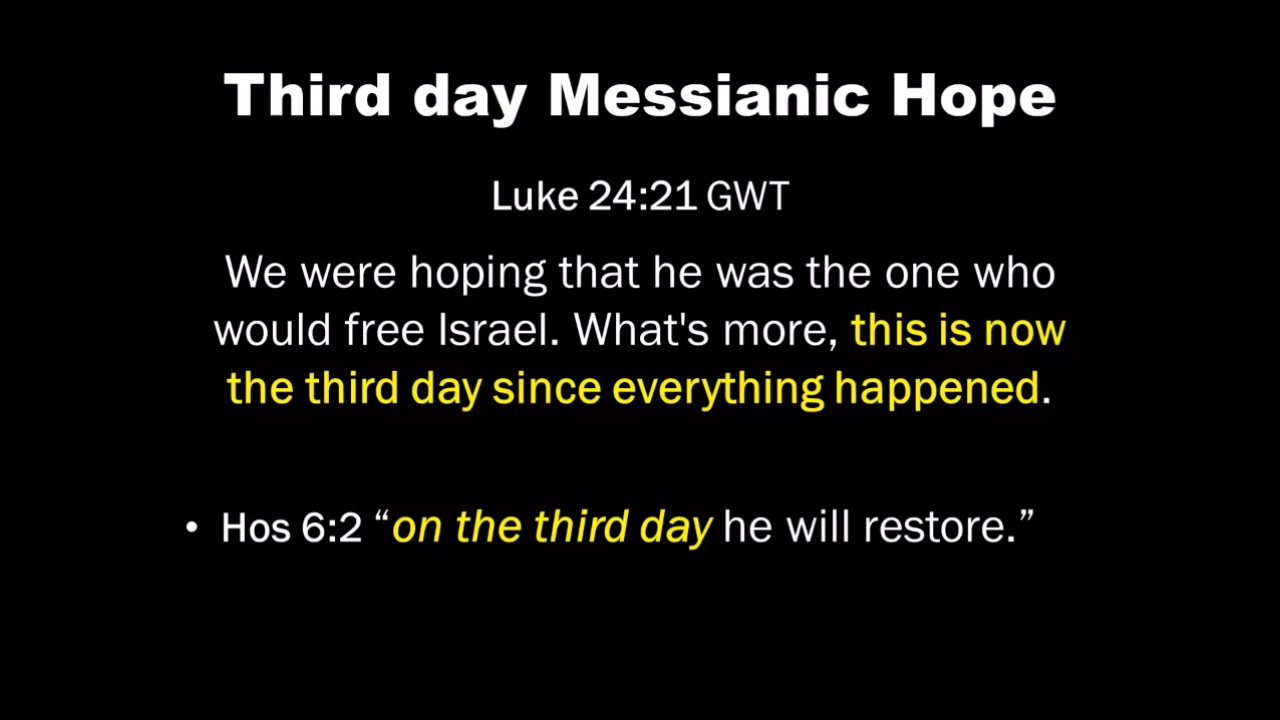 Third day Messianic Hope
Luke 24:21 GWT
We were hoping that he was the one who
would free Israel. What's more, this is now
the third day since everything happened.
• Hos 6:2 “on the third day he will restore.”